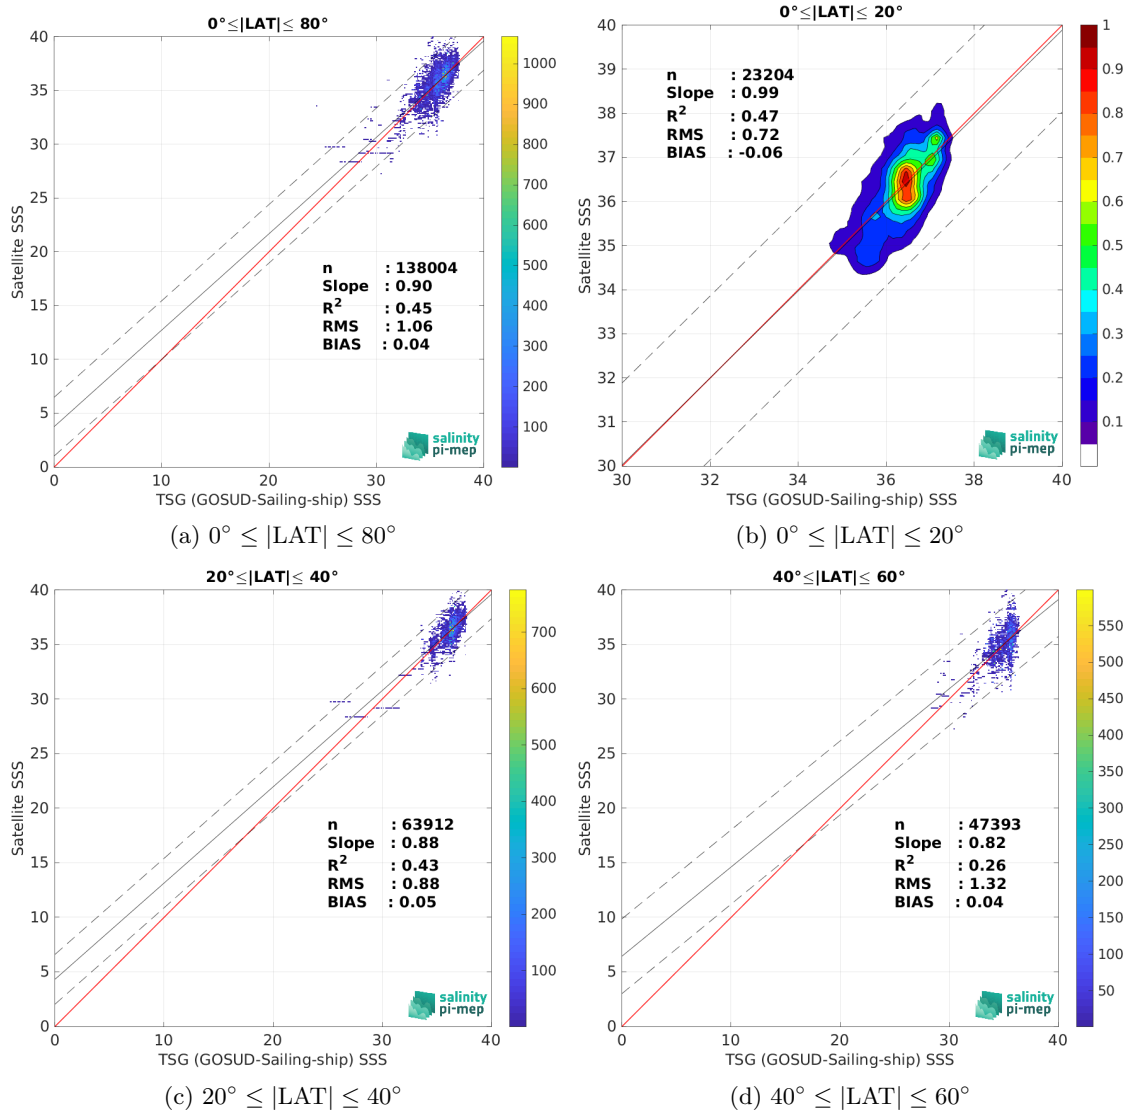 0°≤|LAT|≤ 80°
40
35
30
25
20
15
10
5
0
Satellite SSS
n : 138004
Slope : 0.90
R² : 0.45
RMS : 1.06
BIAS : 0.04
salinity
pi-mep
0 10 20 30 40
TSG (GOSUD-Sailing-ship) SSS
1000
900
800
700
600
500
400
300
200
100
(a) 0° ≤ |LAT| ≤ 80°
0°≤|LAT|≤ 20°
40
39
38
37
36
35
34
33
32
31
30
Satellite SSS
n : 23204
Slope : 0.99
R² : 0.47
RMS : 0.72
BIAS : -0.06
salinity
pi-mep
30 32 34 36 38 40
TSG (GOSUD-Sailing-ship) SSS
1
0.9
0.8
0.7
0.6
0.5
0.4
0.3
0.2
0.1
(b) 0° ≤ |LAT| ≤ 20°
20°≤|LAT|≤ 40°
40
35
30
25
20
15
10
5
0
Satellite SSS
n : 63912
Slope : 0.88
R² : 0.43
RMS : 0.88
BIAS : 0.05
salinity
pi-mep
0 10 20 30 40
TSG (GOSUD-Sailing-ship) SSS
700
600
500
400
300
200
100
(c) 20° ≤ |LAT| ≤ 40°
40°≤|LAT|≤ 60°
40
35
30
25
20
15
10
5
0
Satellite SSS
n : 47393
Slope : 0.82
R² : 0.26
RMS : 1.32
BIAS : 0.04
salinity
pi-mep
0 10 20 30 40
TSG (GOSUD-Sailing-ship) SSS
550
500
450
400
350
300
250
200
150
100
50
(d) 40° ≤ |LAT| ≤ 60°